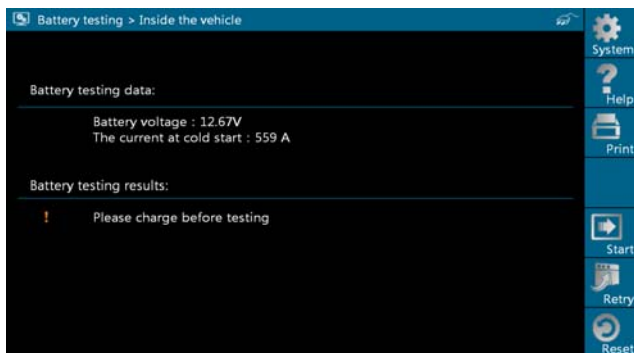 Battery testing > Inside the vehicle
Battery testing data:
Battery voltage : 12.67V
The current at cold start : 559 A
Battery testing results:
! Please charge before testing
System
? Help
Print
Start
Retry
Reset